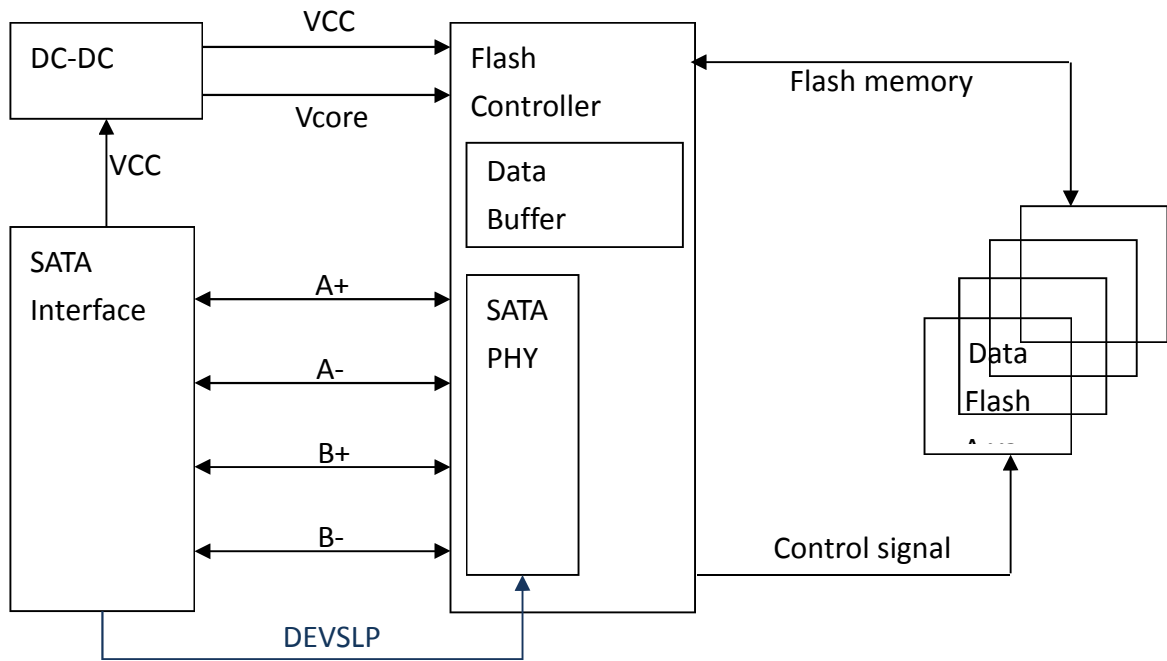 VCC
DC-DC
Flash
Controller
Flash memory
Vcore
VCC
Data
Buffer
SATA
Interface
A+
SATA
PHY
A-
Data
Flash
B+
B-
Control signal
DEVSLP